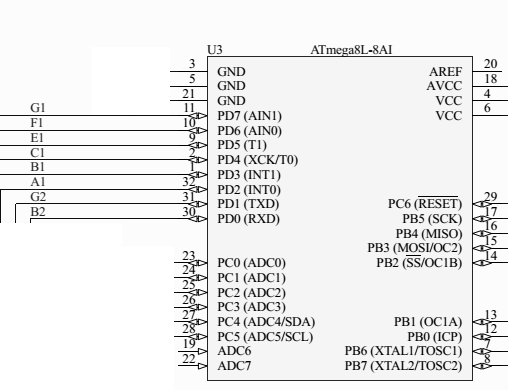 U3 ATmega8L-8AI
3 GND AREF 20
5 GND AVCC 18
21 GND VCC 4
G1 11 PD7 (AIN1) VCC 6
F1 10 PD6 (AIN0)
E1 9 PD5 (T1)
C1 2 PD4 (XCK/T0)
B1 1 PD3 (INT1)
A1 32 PD2 (INT0)
G2 31 PD1 (TXD) PC6 (RESET) 29
B2 30 PD0 (RXD) PB5 (SCK) 17
PB4 (MISO) 16
PB3 (MOSI/OC2) 15
23 PC0 (ADC0) PB2 (SS/OC1B) 14
24 PC1 (ADC1)
25 PC2 (ADC2)
26 PC3 (ADC3)
27 PC4 (ADC4/SDA) PB1 (OC1A) 13
28 PC5 (ADC5/SCL) PB0 (ICP) 12
19 ADC6 PB6 (XTAL1/TOSC1) 7
22 ADC7 PB7 (XTAL2/TOSC2) 8